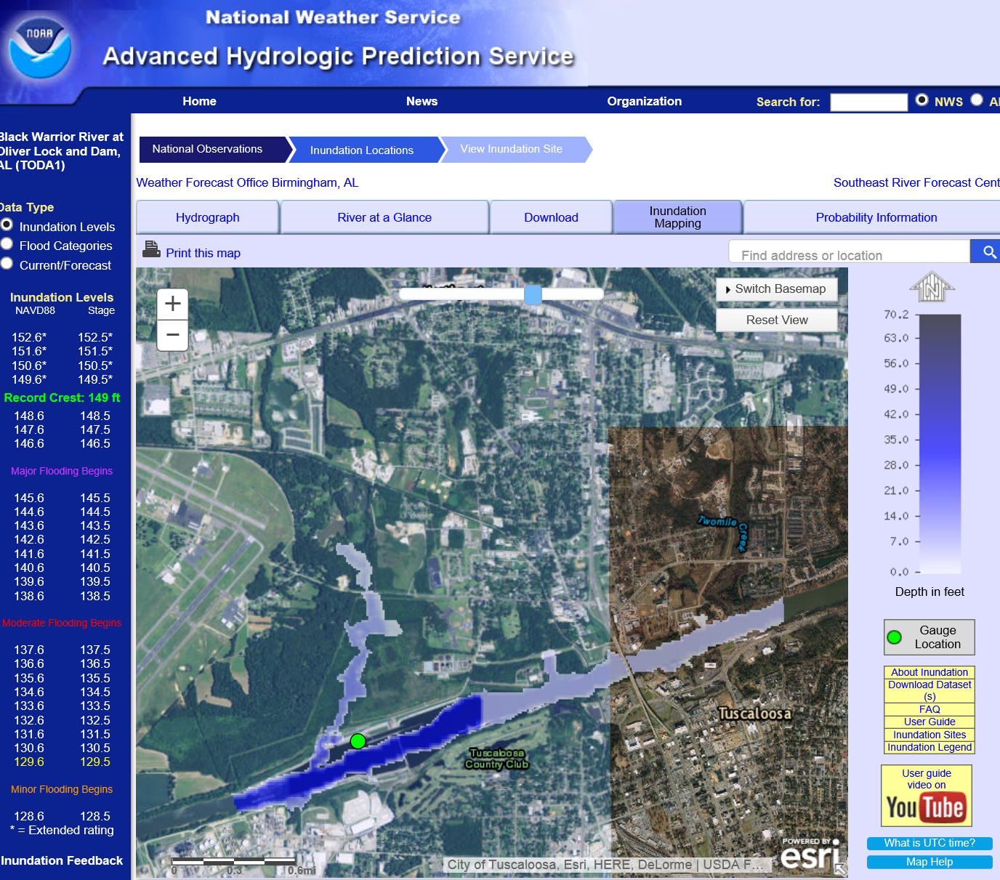 National Weather Service
NOAA
Advanced Hydrologic Prediction Service
Home News Organization Search for: NWS
Black Warrior River at
Oliver Lock and Dam,
AL (TODA1)
National Observations Inundation Locations View Inundation Site
Weather Forecast Office Birmingham, AL Southeast River Forecast Cent
Data Type
Inundation Levels
Flood Categories
Current/Forecast
Hydrograph River at a Glance Download Inundation
Mapping Probability Information
Print this map Find address or location
Switch Basemap
Reset View
+
−
Inundation Levels
NAVD88 Stage
152.6* 152.5*
151.6* 151.5*
150.6* 150.5*
149.6* 149.5*
Record Crest: 149 ft
148.6 148.5
147.6 147.5
146.6 146.5
Major Flooding Begins
145.6 145.5
144.6 144.5
143.6 143.5
142.6 142.5
141.6 141.5
140.6 140.5
139.6 139.5
138.6 138.5
Moderate Flooding Begins
137.6 137.5
136.6 136.5
135.6 135.5
134.6 134.5
133.6 133.5
132.6 132.5
131.6 131.5
130.6 130.5
129.6 129.5
Minor Flooding Begins
128.6 128.5
* = Extended rating
Inundation Feedback
Twomile Creek
Tuscaloosa
Tuscaloosa
Country Club
0 0.3 0.6mi
City of Tuscaloosa, Esri, HERE, DeLorme | USDA F...
POWERED BY
esri
N
70.2
63.0
56.0
49.0
42.0
35.0
28.0
21.0
14.0
7.0
0.0
Depth in feet
Gauge
Location
About Inundation
Download Dataset
(s)
FAQ
User Guide
Inundation Sites
Inundation Legend
User guide
video on
YouTube
What is UTC time?
Map Help